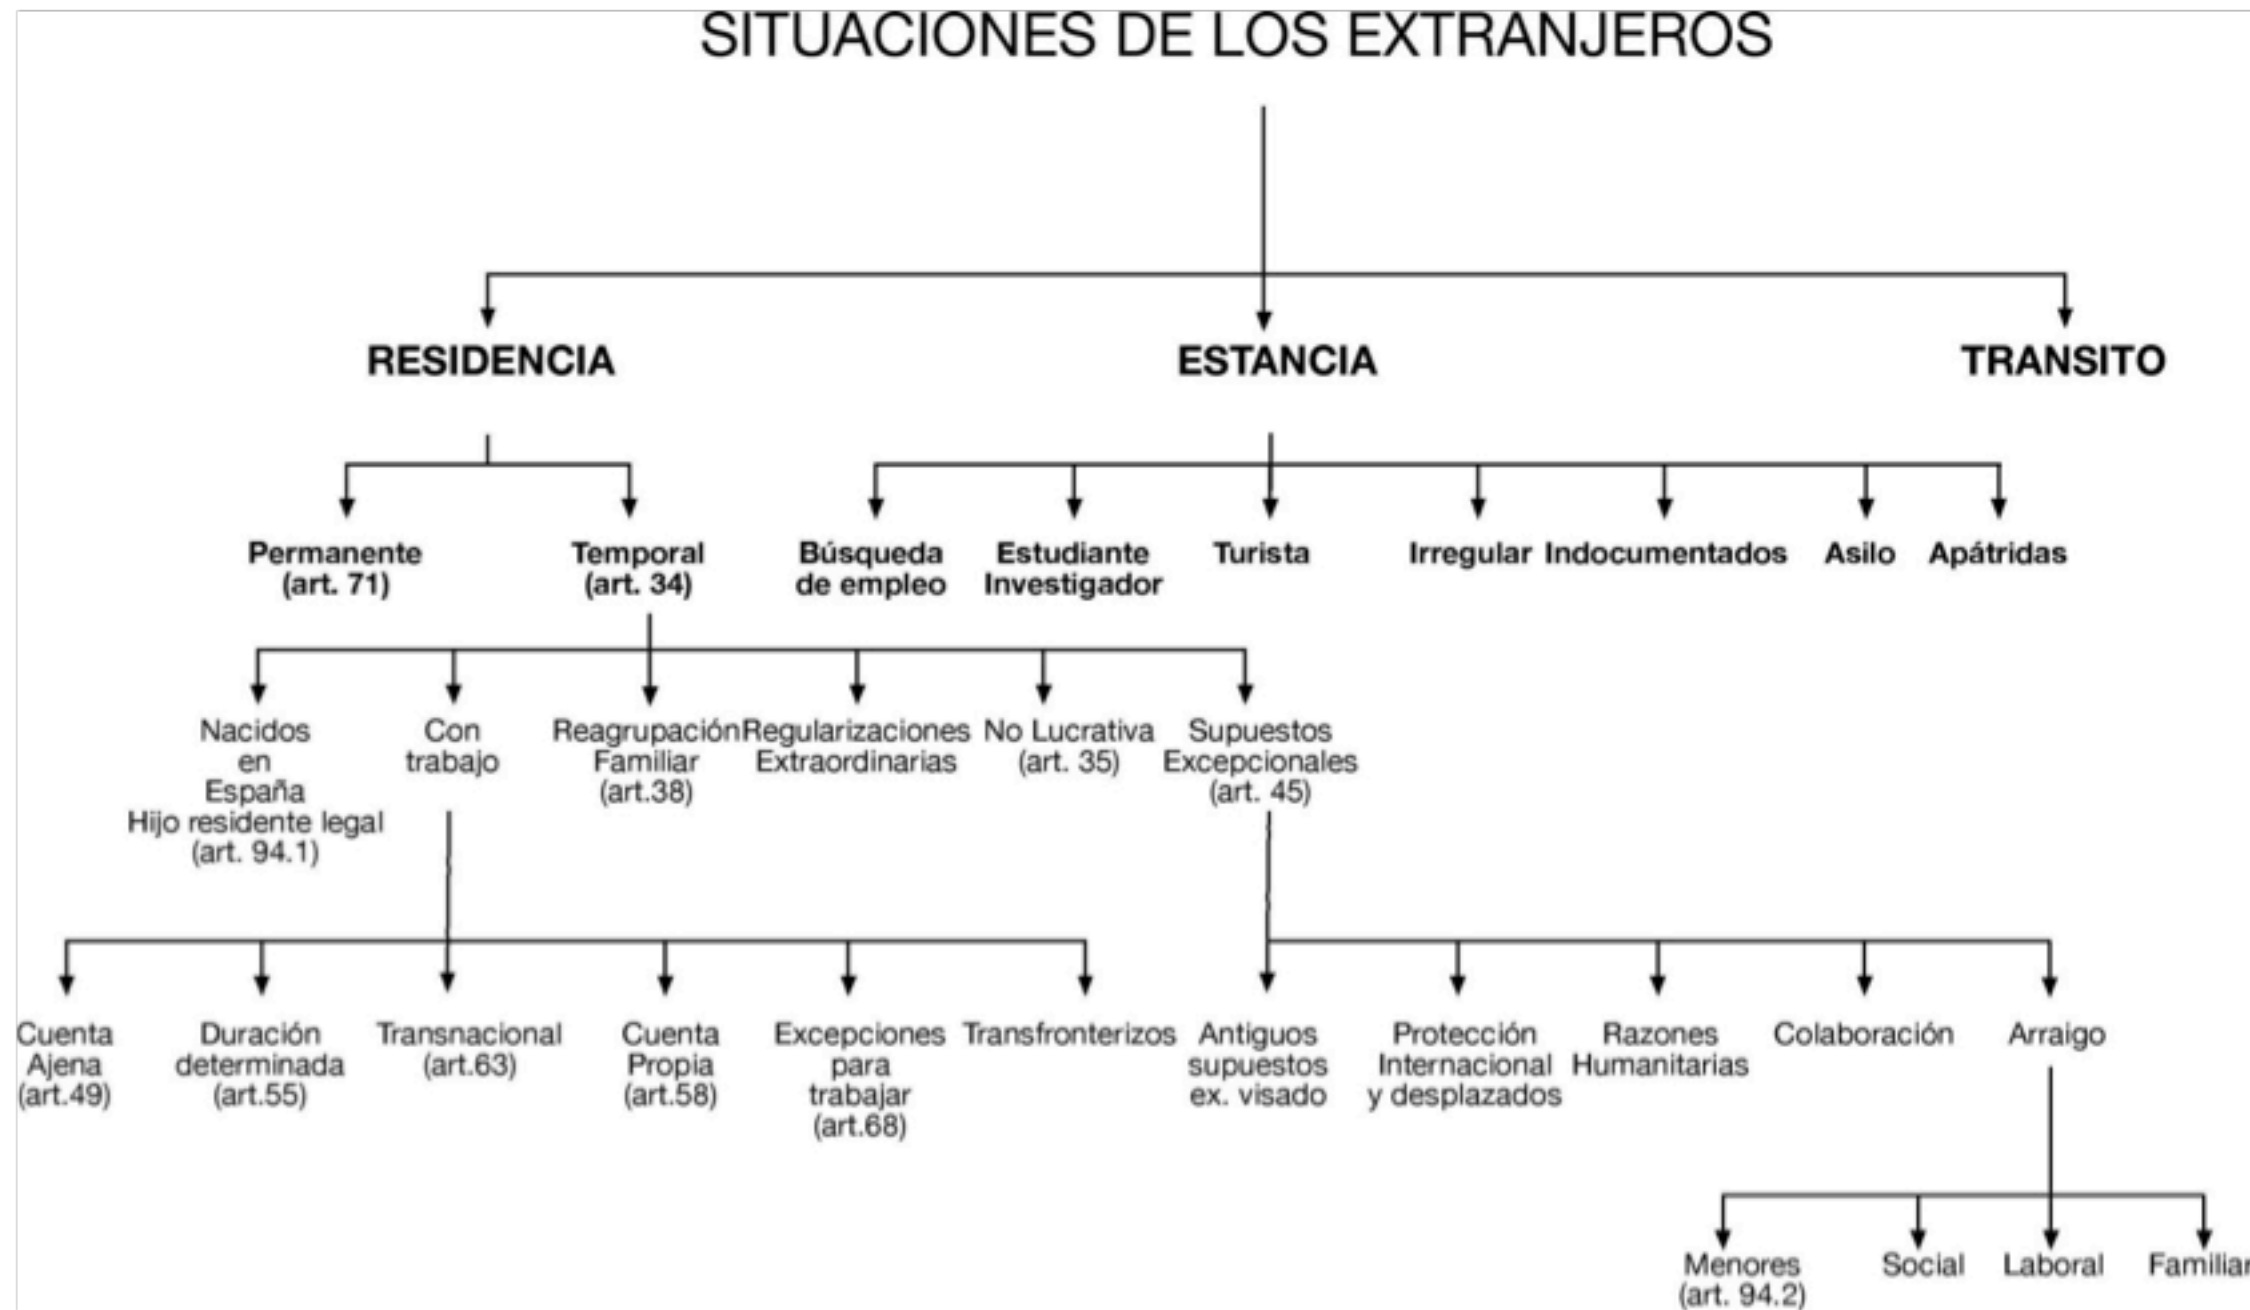 SITUACIONES DE LOS EXTRANJEROS
RESIDENCIA
ESTANCIA
TRANSITO
Permanente
(art. 71)
Temporal
(art. 34)
Búsqueda
de empleo
Estudiante
Investigador
Turista
Irregular
Indocumentados
Asilo
Apátridas
Nacidos
en
España
Hijo residente legal
(art. 94.1)
Con
trabajo
Reagrupación
Familiar
(art.38)
Regularizaciones
Extraordinarias
No Lucrativa
(art. 35)
Supuestos
Excepcionales
(art. 45)
Cuenta
Ajena
(art.49)
Duración
determinada
(art.55)
Transnacional
(art.63)
Cuenta
Propia
(art.58)
Excepciones
para
trabajar
(art.68)
Transfronterizos
Antiguos
supuestos
ex. visado
Protección
Internacional
y desplazados
Razones
Humanitarias
Colaboración
Arraigo
Menores
(art. 94.2)
Social
Laboral
Familiar